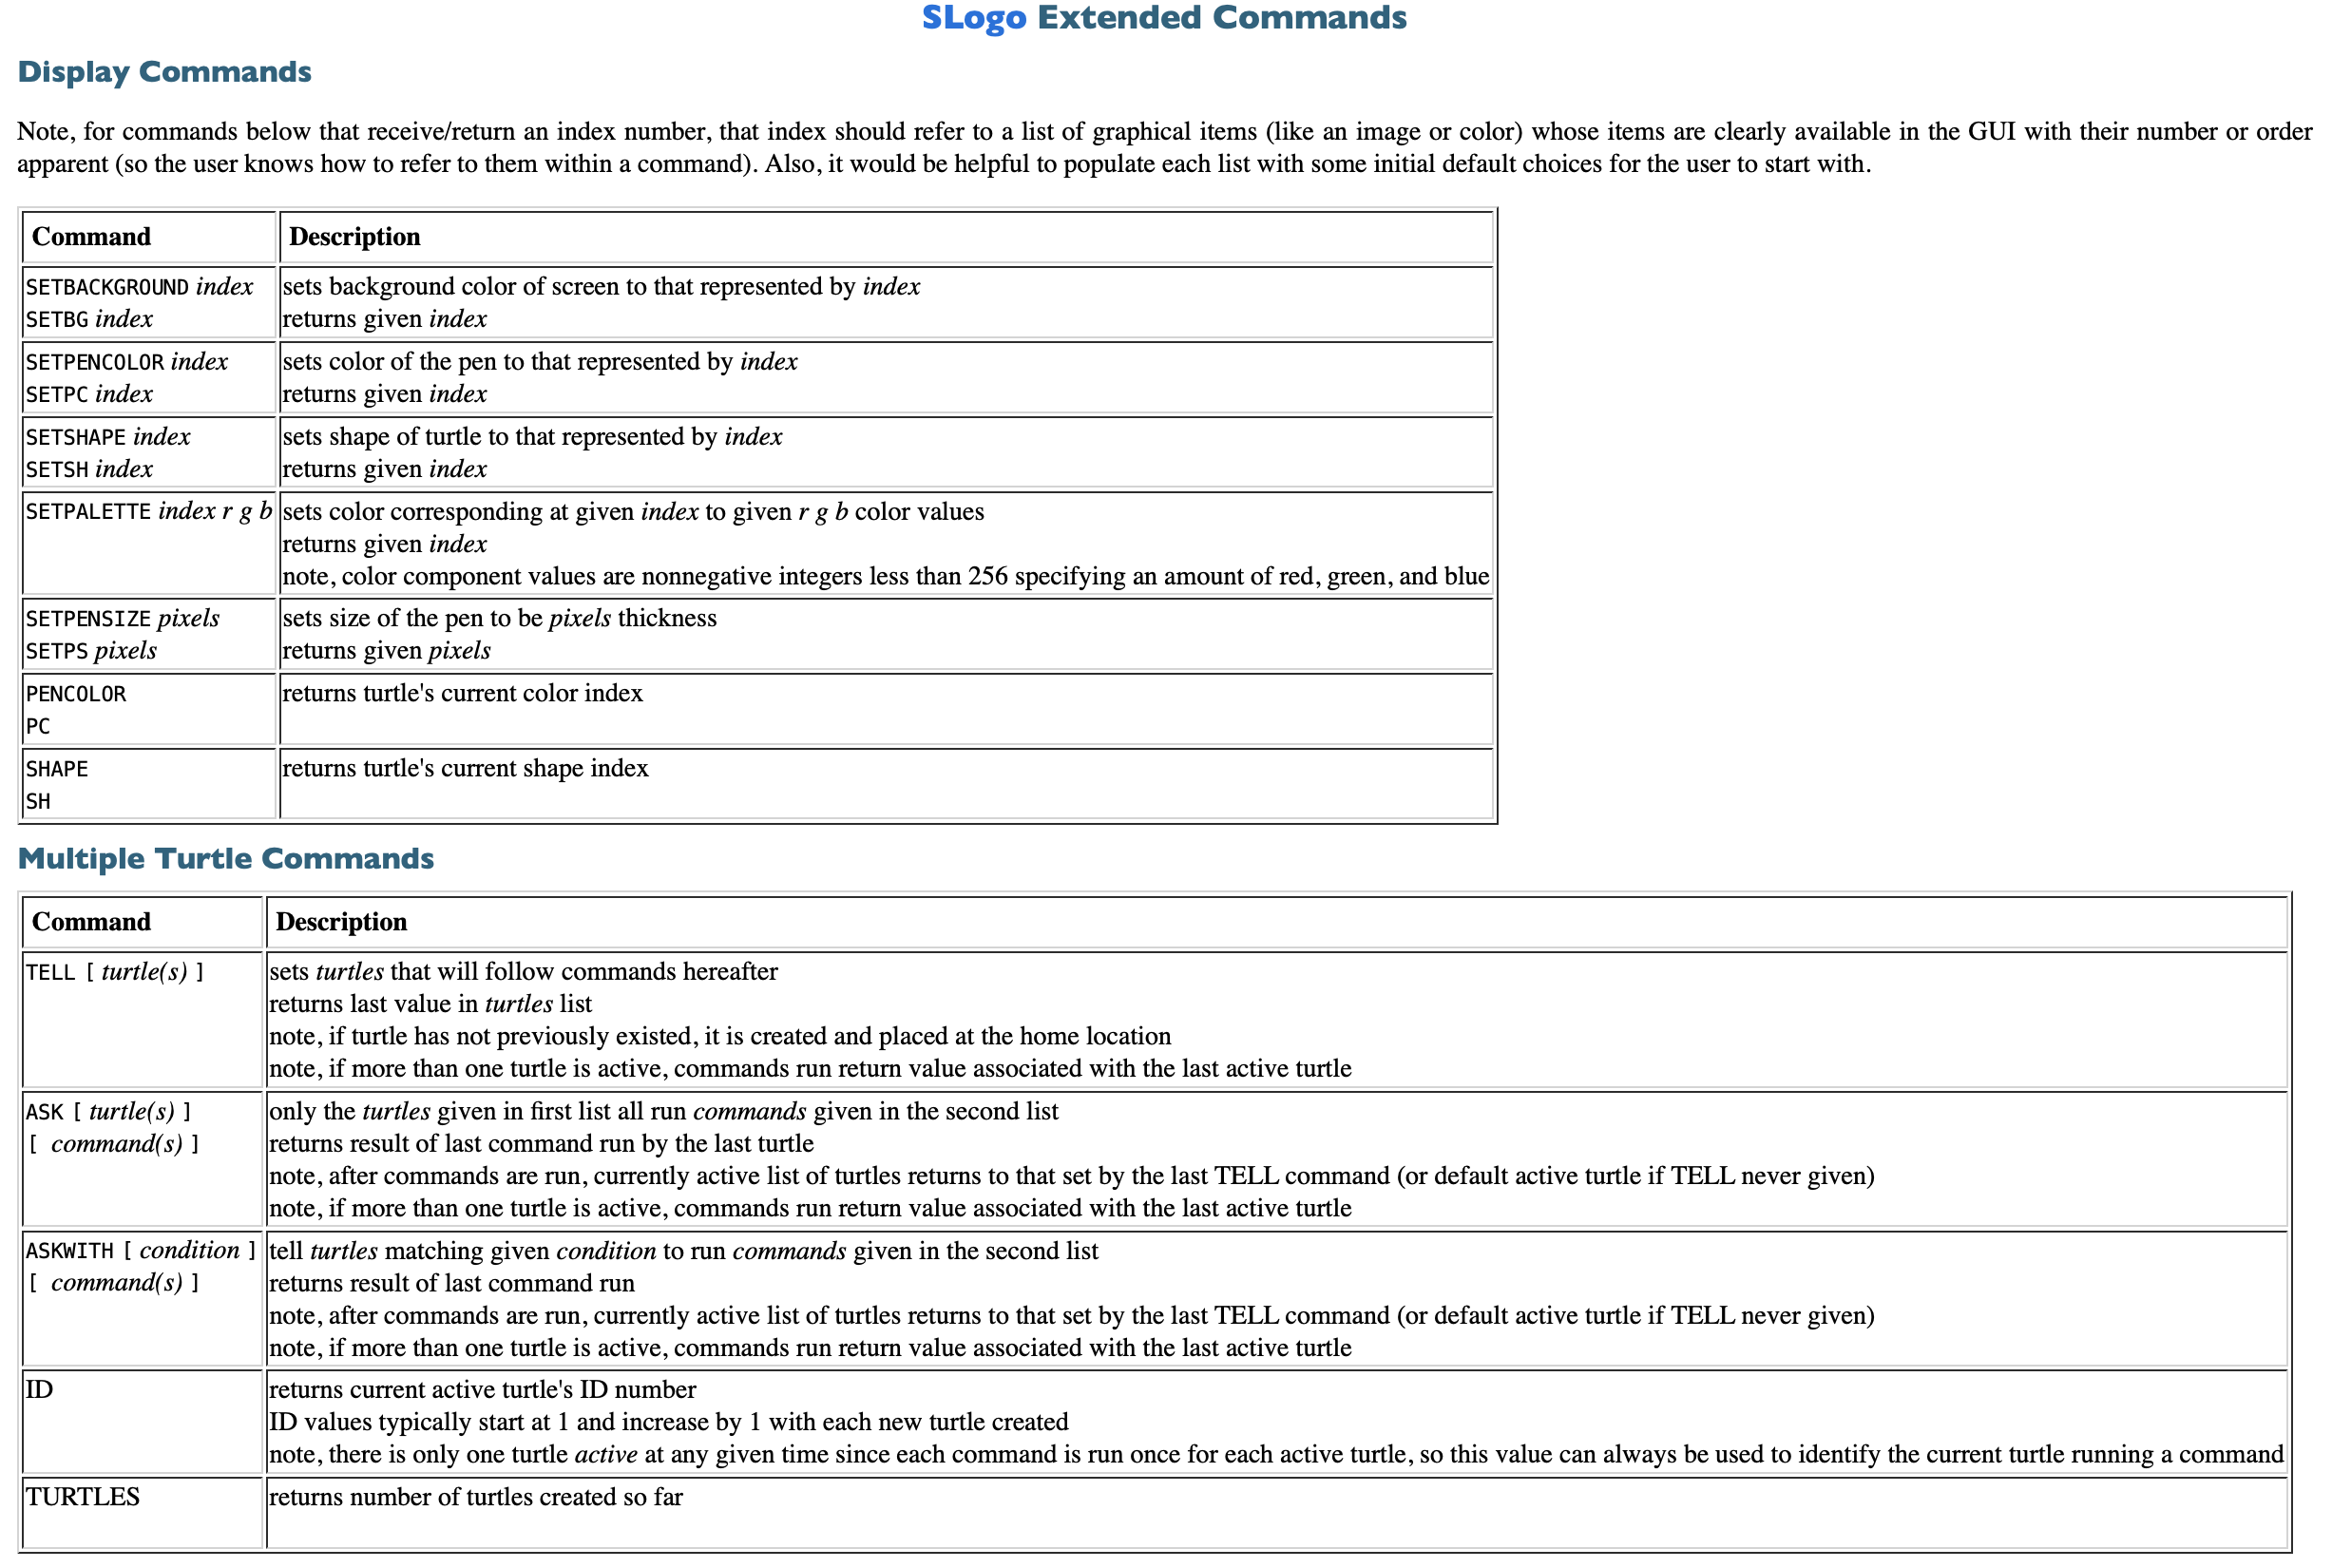 SLogo Extended Commands
Display Commands
Note, for commands below that receive/return an index number, that index should refer to a list of graphical items (like an image or color) whose items are clearly available in the GUI with their number or order
apparent (so the user knows how to refer to them within a command). Also, it would be helpful to populate each list with some initial default choices for the user to start with.
Command Description
SETBACKGROUND index sets background color of screen to that represented by index
SETBG index returns given index
SETPENCOLOR index sets color of the pen to that represented by index
SETPC index returns given index
SETSHAPE index sets shape of turtle to that represented by index
SETSH index returns given index
SETPALETTE index r g b sets color corresponding at given index to given r g b color values
returns given index
note, color component values are nonnegative integers less than 256 specifying an amount of red, green, and blue
SETPENSIZE pixels sets size of the pen to be pixels thickness
SETPS pixels returns given pixels
PENCOLOR returns turtle's current color index
PC
SHAPE returns turtle's current shape index
SH
Multiple Turtle Commands
Command Description
TELL [ turtle(s) ] sets turtles that will follow commands hereafter
returns last value in turtles list
note, if turtle has not previously existed, it is created and placed at the home location
note, if more than one turtle is active, commands run return value associated with the last active turtle
ASK [ turtle(s) ] only the turtles given in first list all run commands given in the second list
[ command(s) ] returns result of last command run by the last turtle
note, after commands are run, currently active list of turtles returns to that set by the last TELL command (or default active turtle if TELL never given)
note, if more than one turtle is active, commands run return value associated with the last active turtle
ASKWITH [ condition ] tell turtles matching given condition to run commands given in the second list
[ command(s) ] returns result of last command run
note, after commands are run, currently active list of turtles returns to that set by the last TELL command (or default active turtle if TELL never given)
note, if more than one turtle is active, commands run return value associated with the last active turtle
ID returns current active turtle's ID number
ID values typically start at 1 and increase by 1 with each new turtle created
note, there is only one turtle active at any given time since each command is run once for each active turtle, so this value can always be used to identify the current turtle running a command
TURTLES returns number of turtles created so far